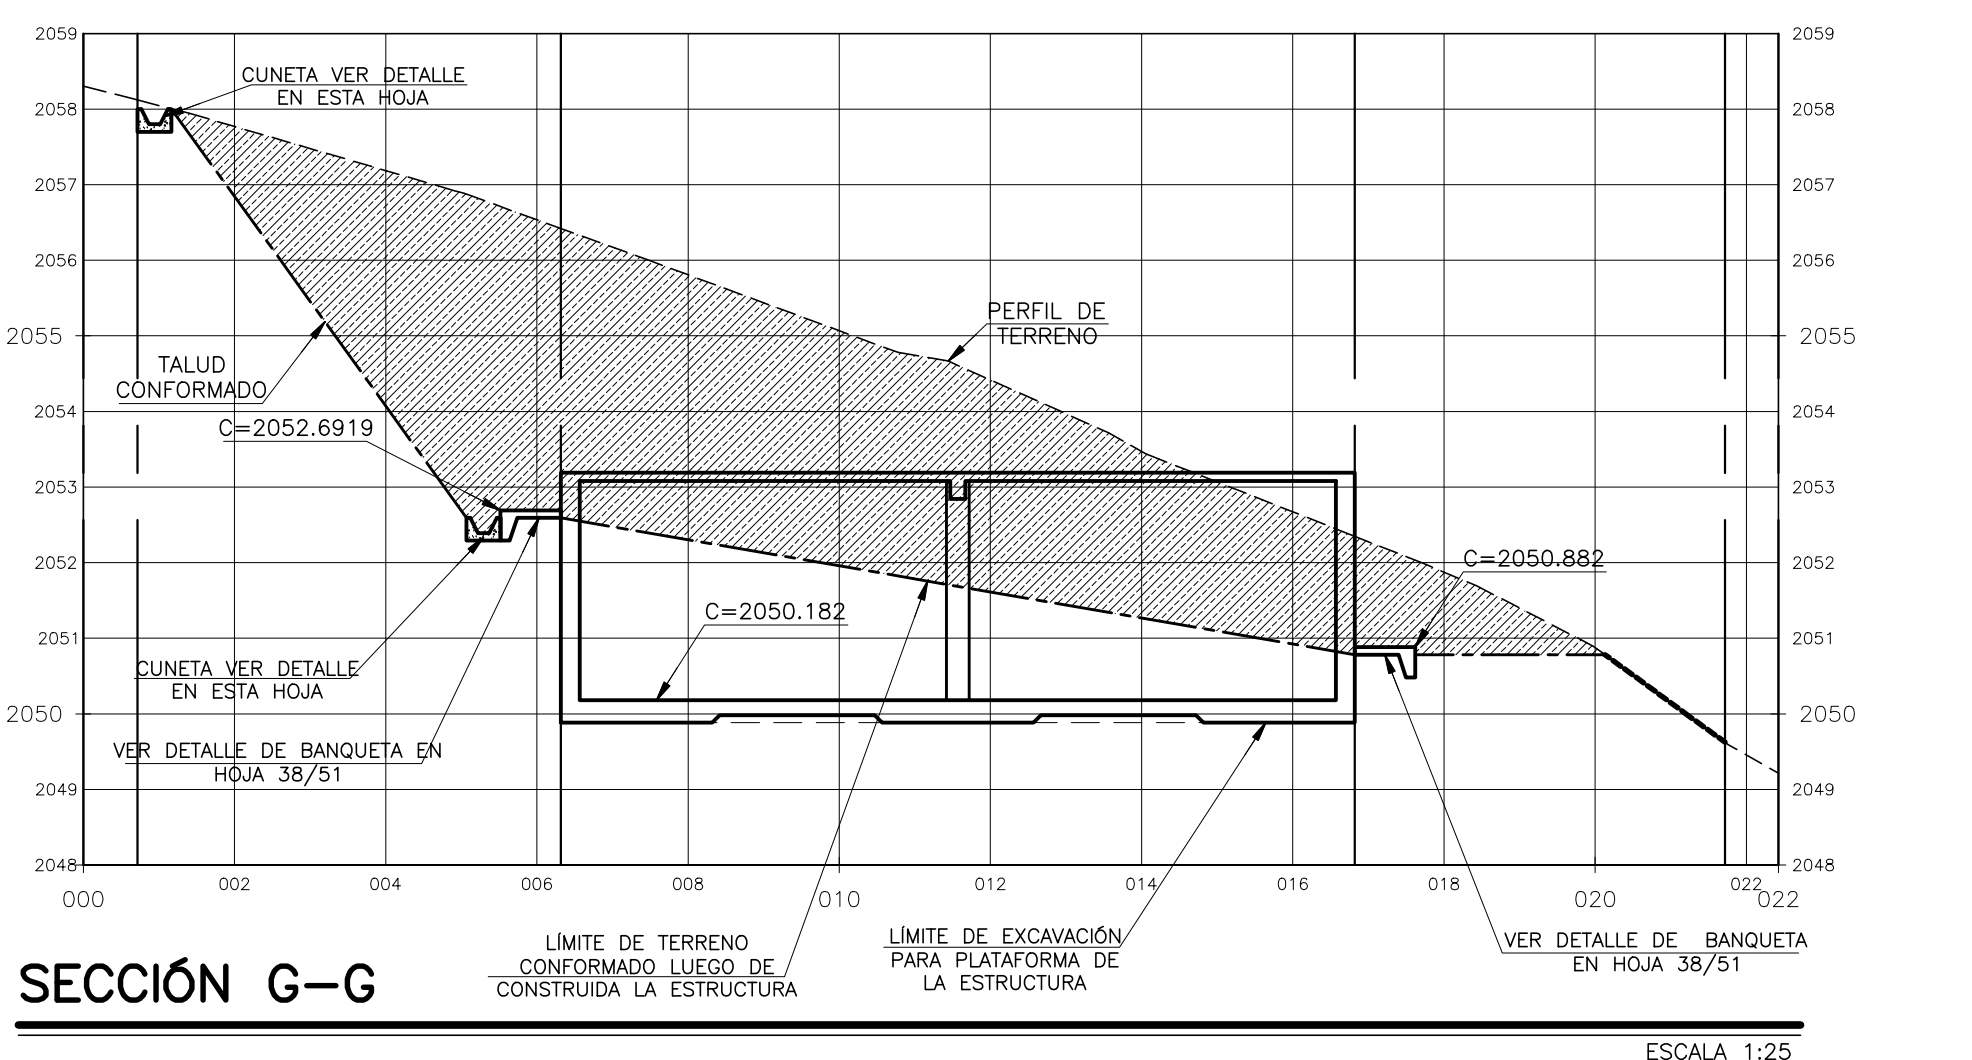 2059
2059
CUNETA VER DETALLE
EN ESTA HOJA
2058
2058
2057
2057
2056
2056
PERFIL DE
TERRENO
2055
2055
TALUD
CONFORMADO
2054
2054
C=2052.6919
2053
2053
2052
2052
C=2050.882
C=2050.182
2051
2051
CUNETA VER DETALLE
EN ESTA HOJA
2050
2050
VER DETALLE DE BANQUETA EN
HOJA 38/51
2049
2049
2048
2048
002
004
006
008
012
014
016
018
022
000
010
020
022
LÍMITE DE TERRENO
CONFORMADO LUEGO DE
CONSTRUIDA LA ESTRUCTURA
LÍMITE DE EXCAVACIÓN
PARA PLATAFORMA DE
LA ESTRUCTURA
VER DETALLE DE BANQUETA
EN HOJA 38/51
SECCIÓN G-G
ESCALA 1:25